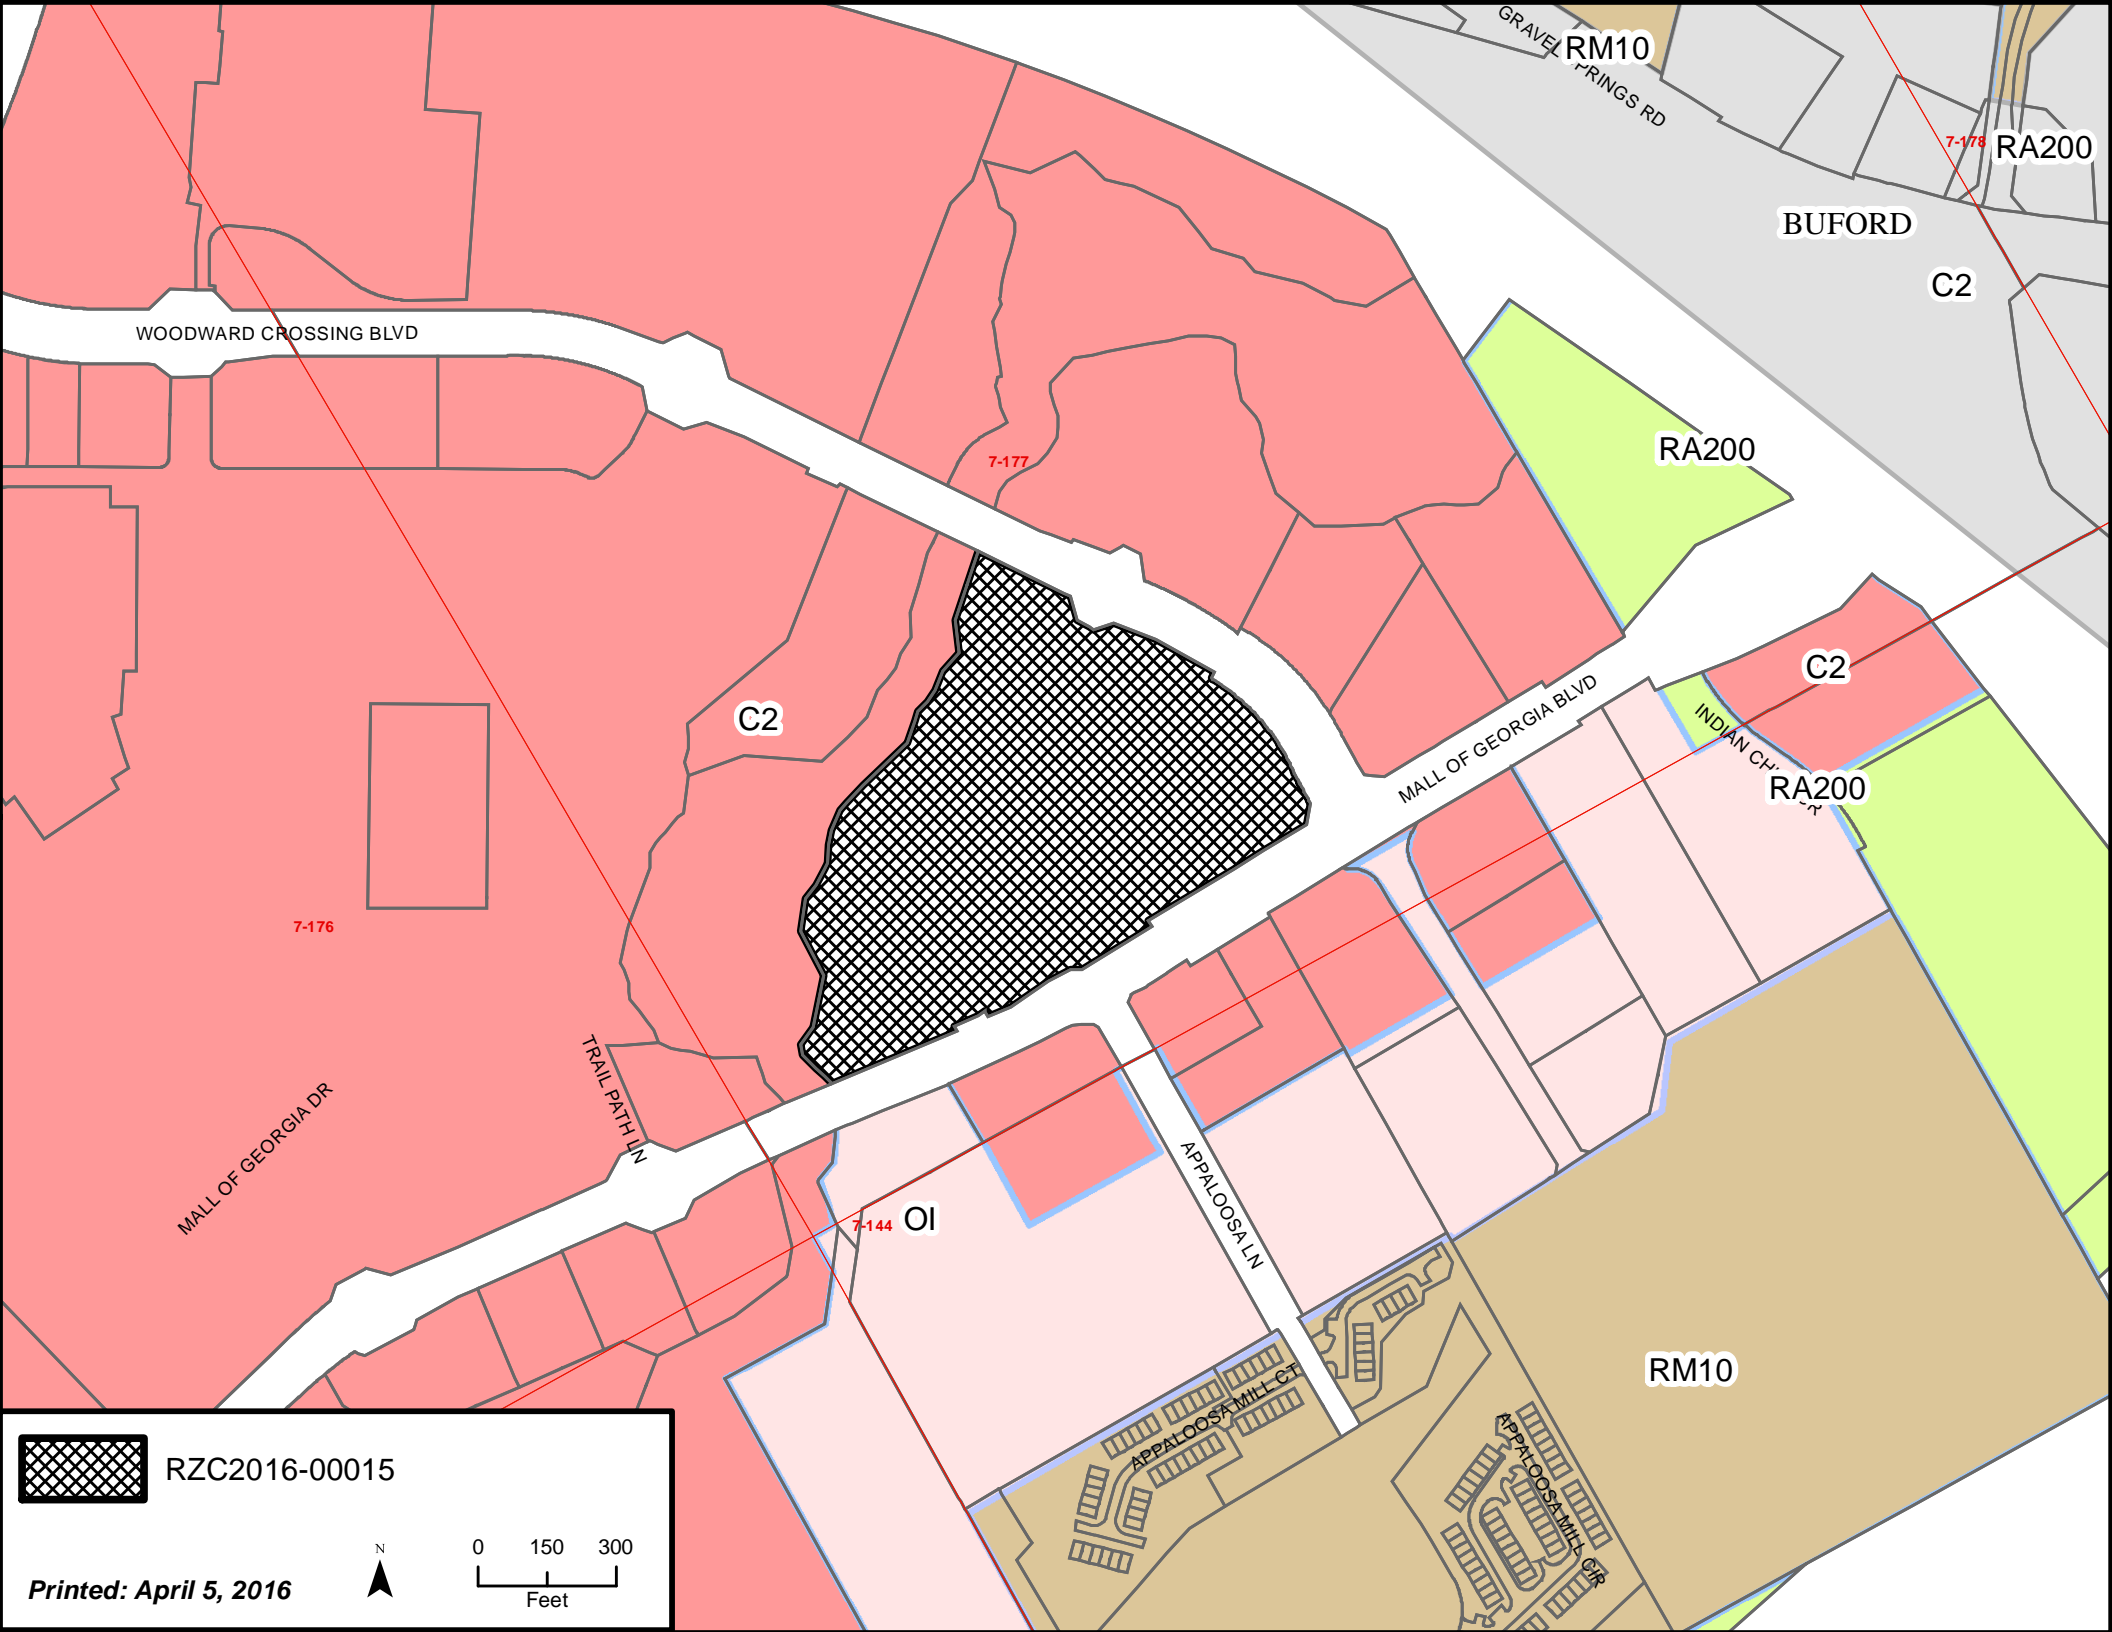 GRAVEL SPRINGS RD
RM10
7-178
RA200
BUFORD
C2
WOODWARD CROSSING BLVD
RA200
7-177
C2
C2
MALL OF GEORGIA BLVD
INDIAN
RA200
7-176
TRAIL PATH LN
MALL OF GEORGIA DR
7-144
OI
APPALOOSA LN
RM10
APPALOOSA MILL CT
APPALOOSA MILL CIR
RZC2016-00015
N
0 150 300
Feet
Printed: April 5, 2016